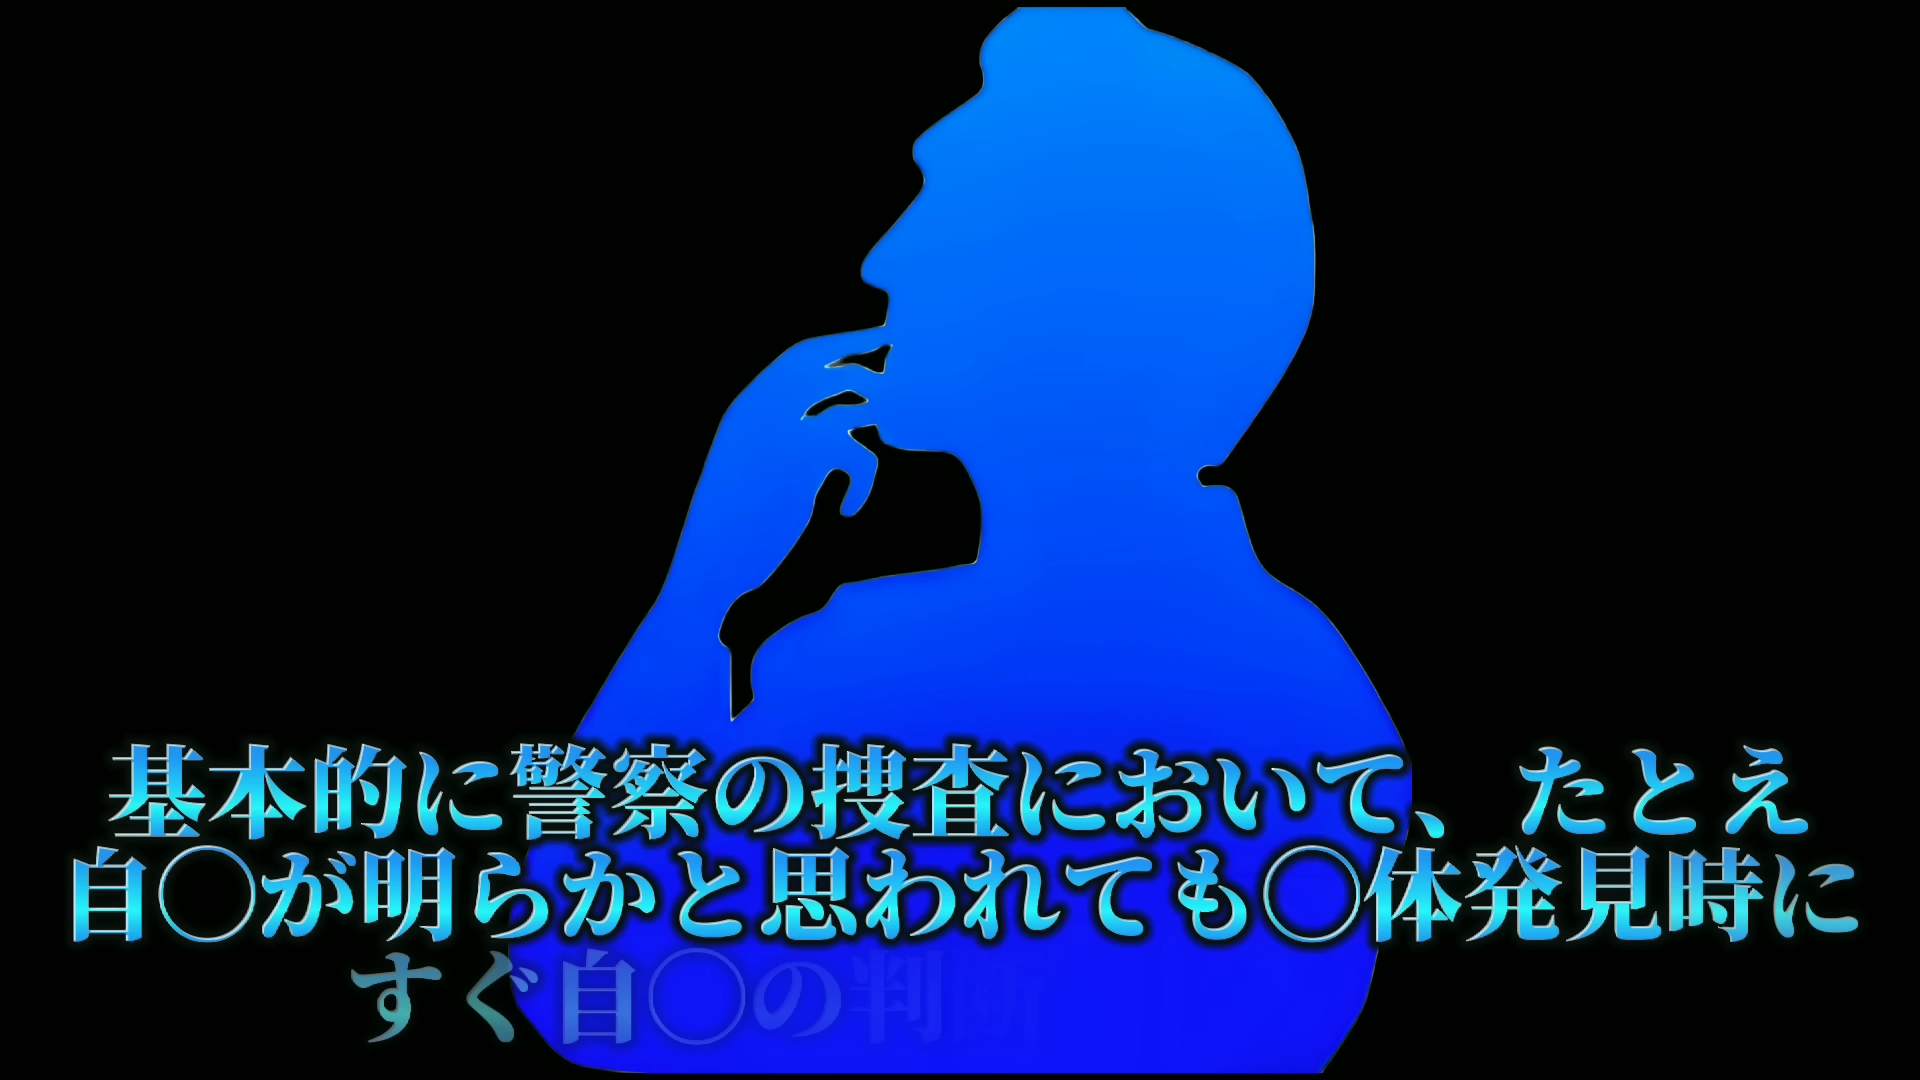 基本的に警察の捜査において、たとえ
自◯が明らかと思われても◯体発見時に
すぐ自◯の判断